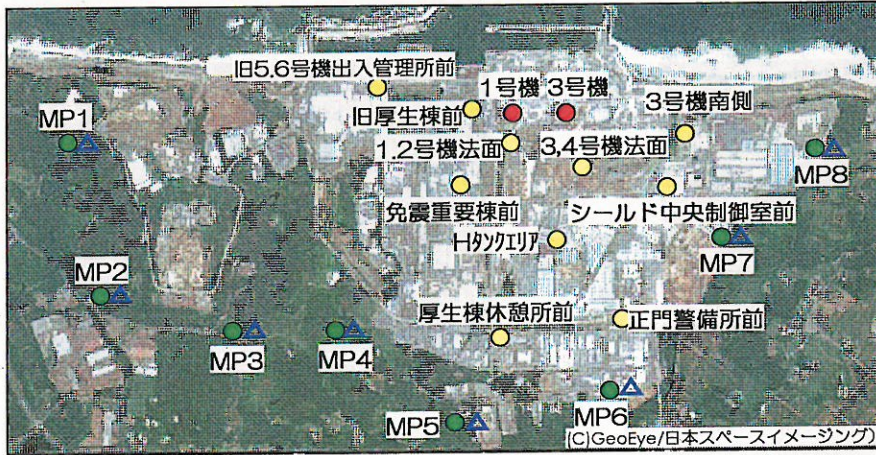 旧5.6号機出入管理所前
1号機
3号機
3号機南側
旧厚生棟前
MP1
1,2号機法面
3,4号機法面
MP8
免震重要棟前
シールド中央制御室前
Hﾀﾝｸｴﾘｱ
MP7
MP2
厚生棟休憩所前
正門警備所前
MP3
MP4
MP5
MP6
(C)GeoEye/日本スペースイメージング)